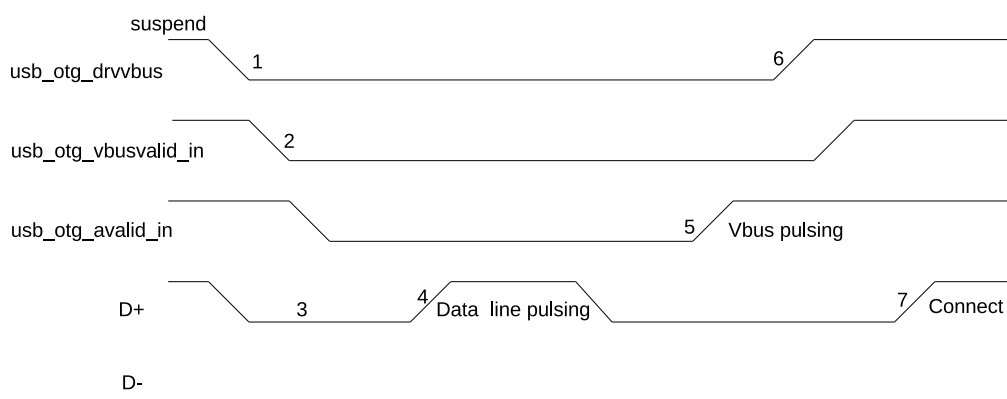 suspend
usb_otg_drvvbus
1
6
usb_otg_vbusvalid_in
2
usb_otg_avalid_in
5
Vbus pulsing
D+
3
4
Data line pulsing
7
Connect
D-